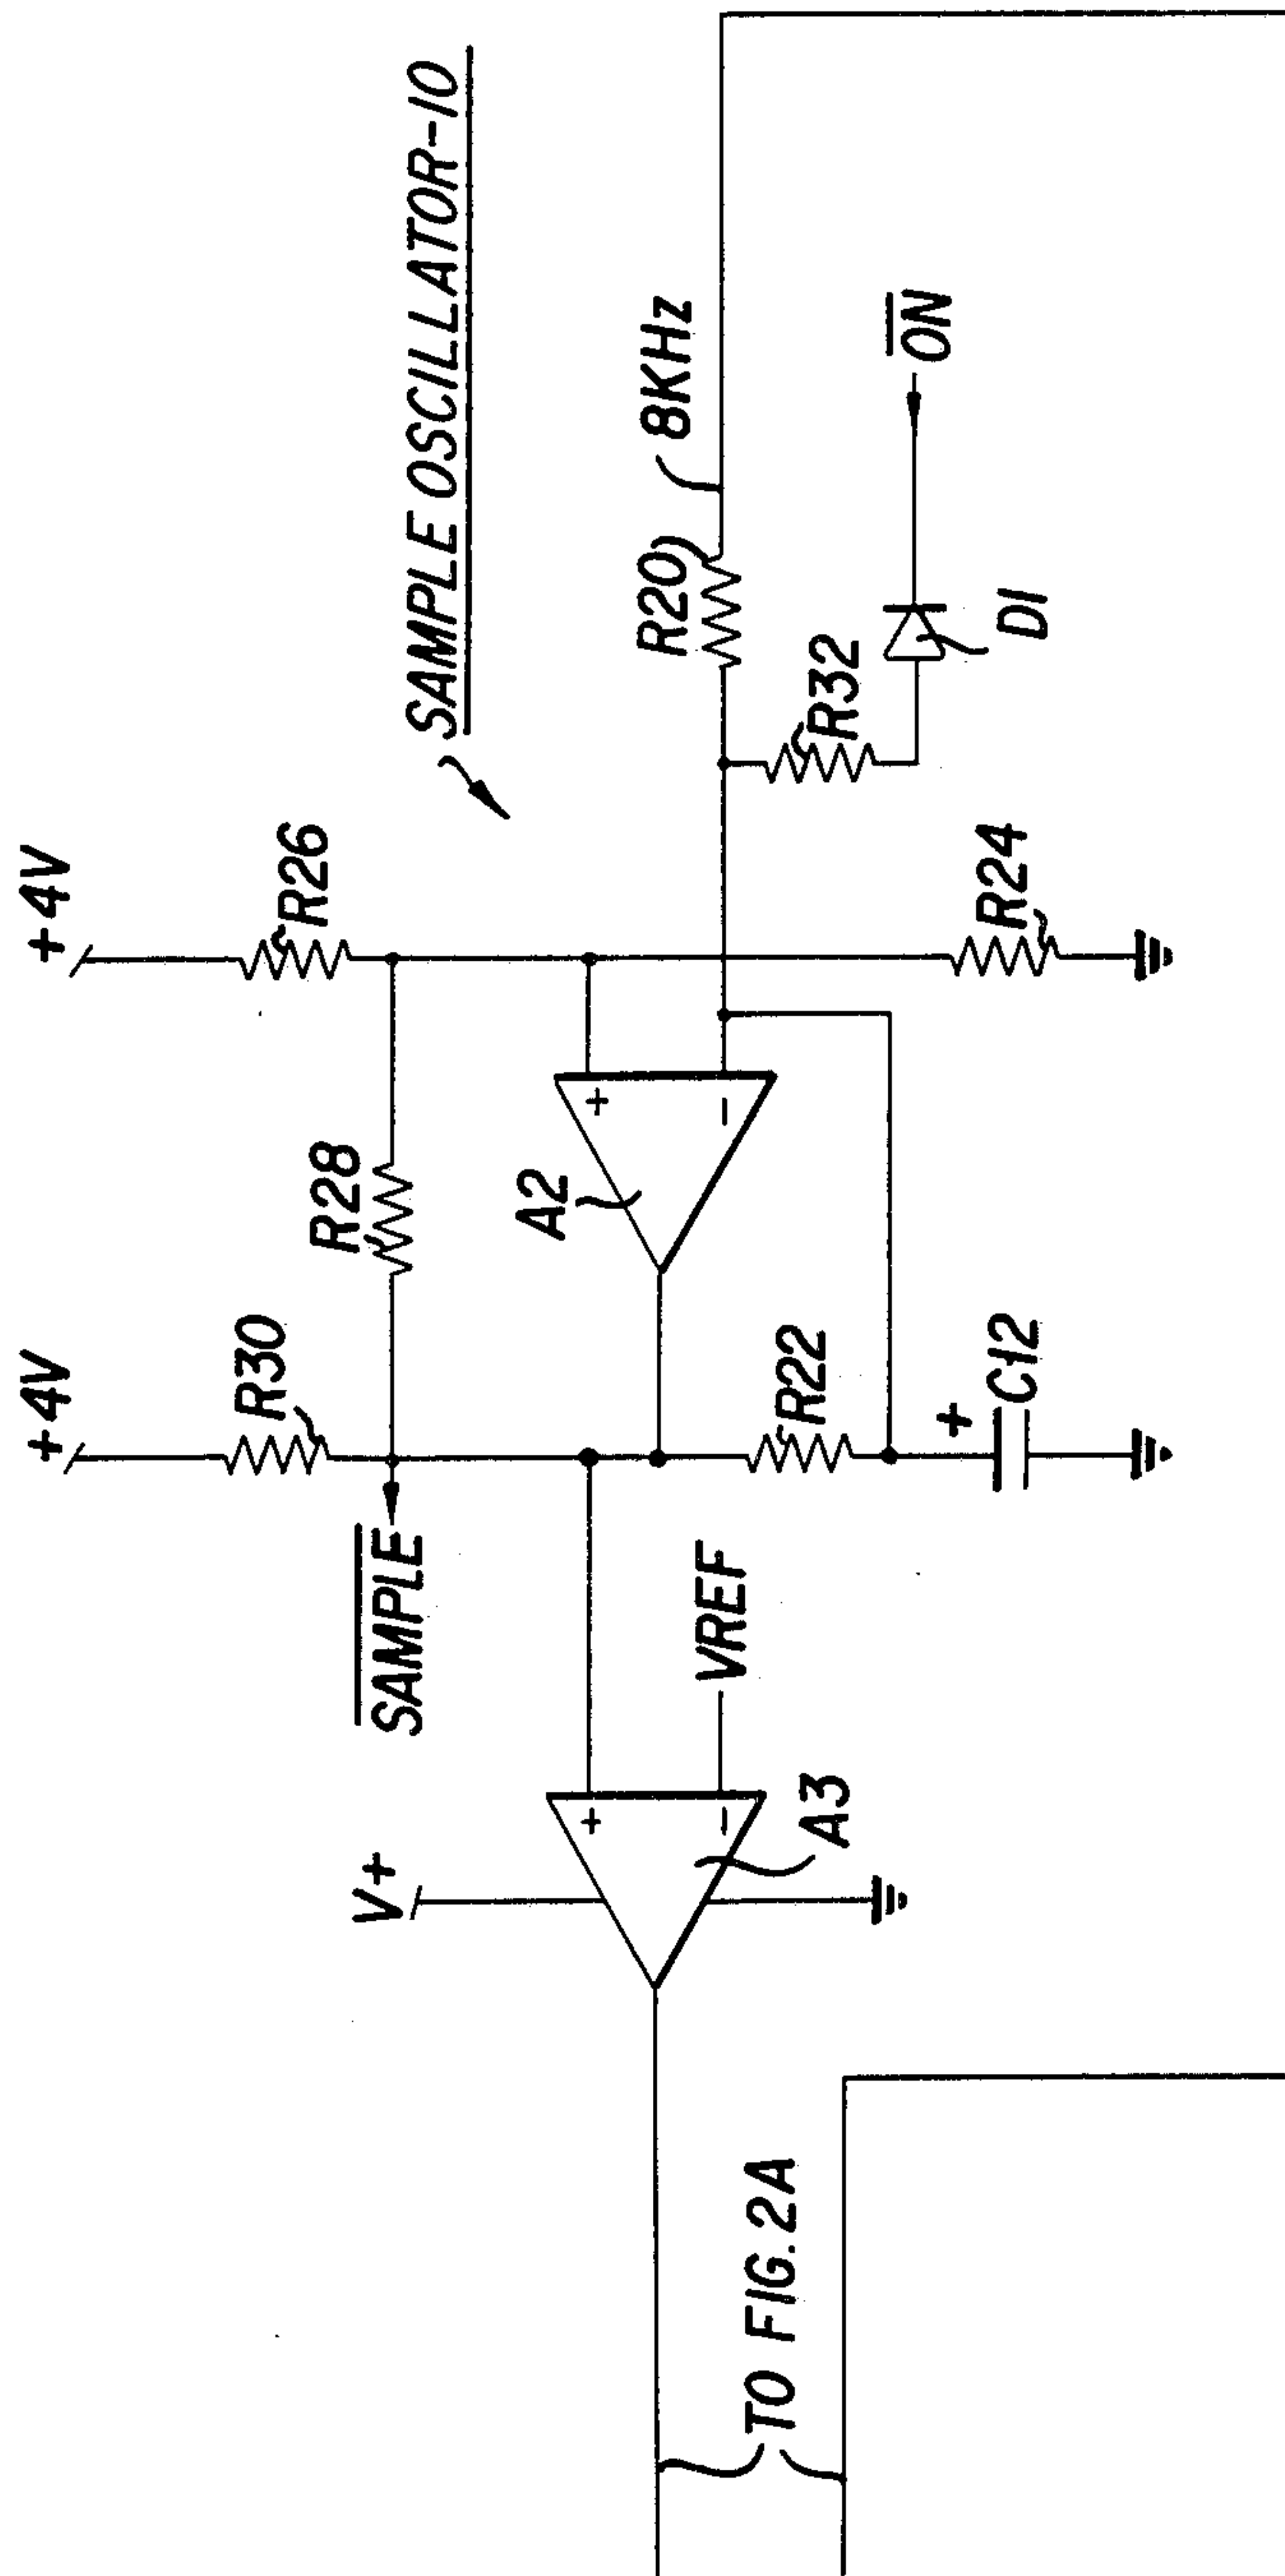 +4V
+4V
R30
R26
SAMPLE OSCILLATOR-10
R28
SAMPLE
V+
A2
+
-
R20
8KHz
+
-
VREF
A3
R22
R32
ON
D1
+
C12
R24
TO FIG. 2A